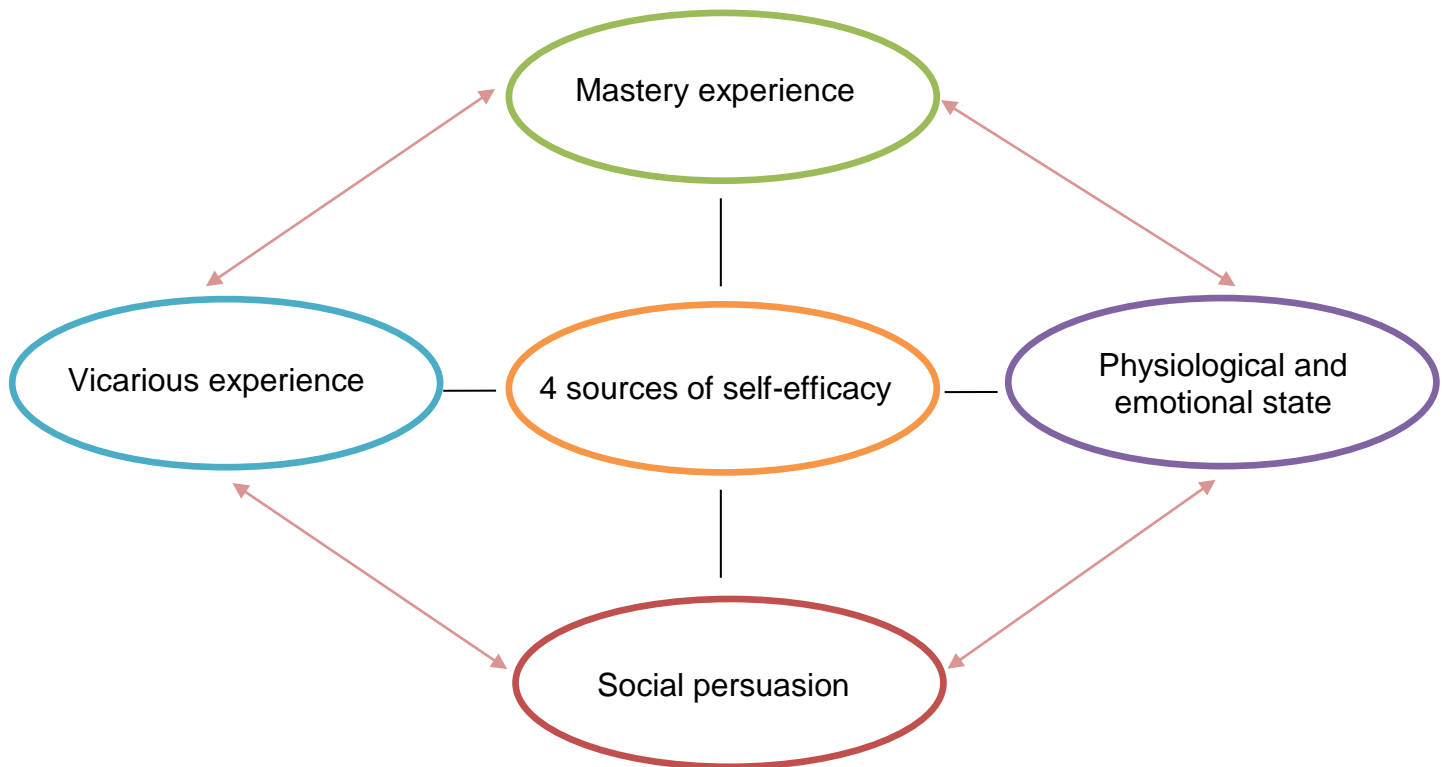 Mastery experience
Vicarious experience
4 sources of self-efficacy
Physiological and
emotional state
Social persuasion